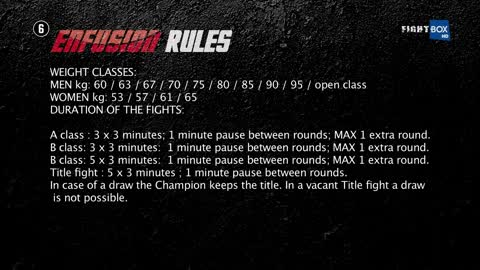 6
ENFUSION RULES
FIGHTBOX HD
WEIGHT CLASSES:
MEN kg: 60 / 63 / 67 / 70 / 75 / 80 / 85 / 90 / 95 / open class
WOMEN kg: 53 / 57 / 61 / 65
DURATION OF THE FIGHTS:
A class : 3 x 3 minutes; 1 minute pause between rounds; MAX 1 extra round.
B class: 3 x 3 minutes:  1 minute pause between rounds; MAX 1 extra round.
B class: 5 x 3 minutes:  1 minute pause between rounds; MAX 1 extra round.
Title fight : 5 x 3 minutes ; 1 minute pause between rounds.
In case of a draw the Champion keeps the title. In a vacant Title fight a draw
is not possible.